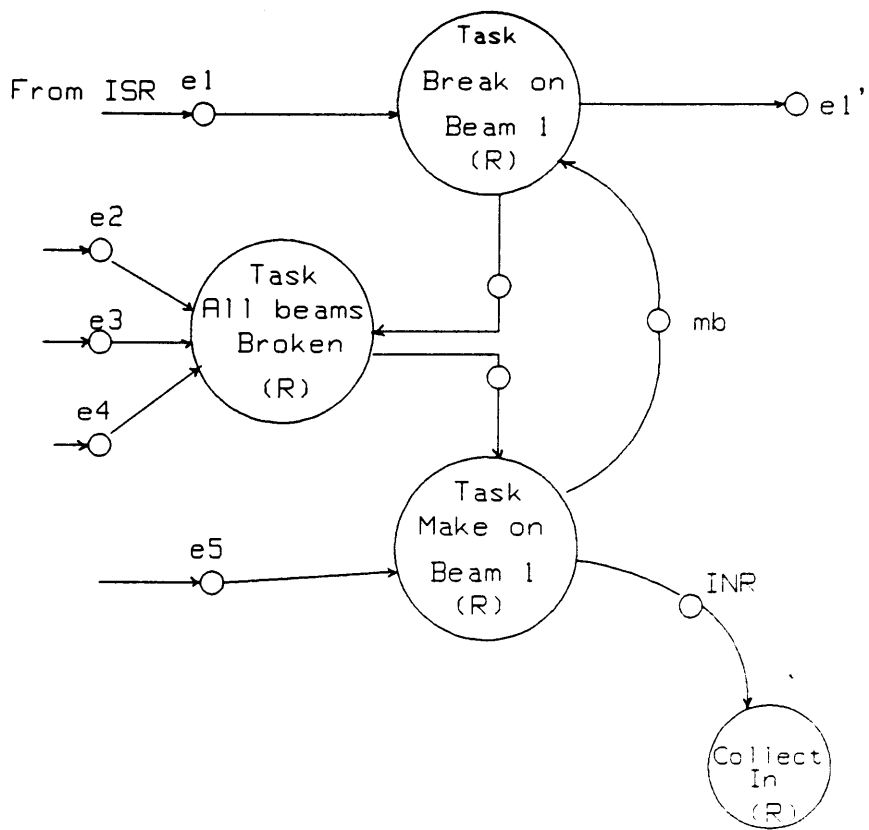 Task
Break on
Beam 1
(R)
From ISR
e1
e1'
e2
e3
e4
Task
All beams
Broken
(R)
mb
Task
Make on
Beam 1
(R)
e5
INR
Collect
In
(R)